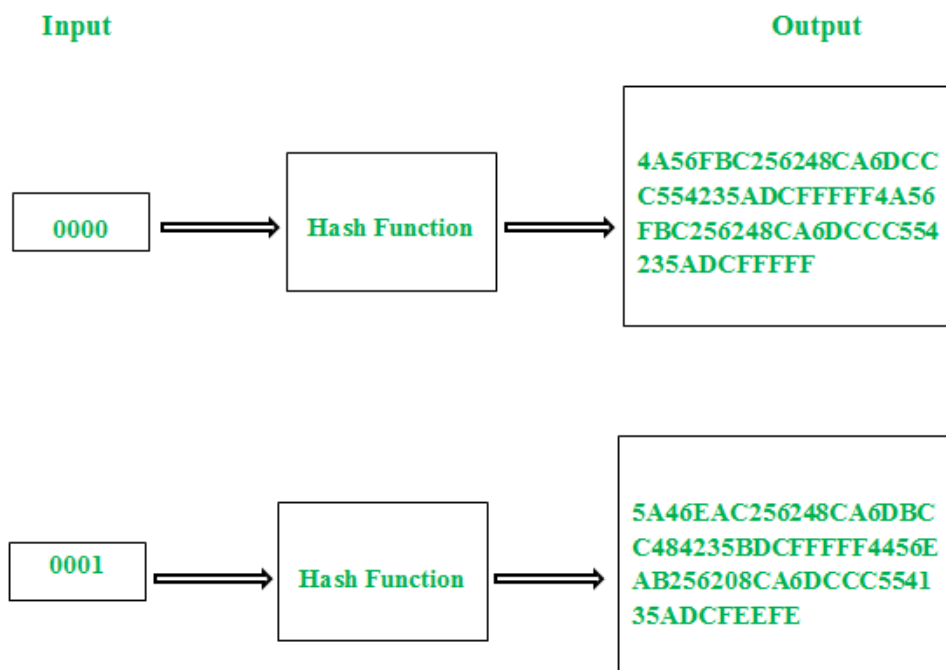 Input Output
4A56FBC256248CA6DCC
C554235ADCFFFFF4A56
FBC256248CA6DCCC554
235ADCFFFFF
0000
Hash Function
5A46EAC256248CA6DBC
C484235BDCFFFFF4456E
AB256208CA6DCCC5541
35ADCFEEFE
0001
Hash Function